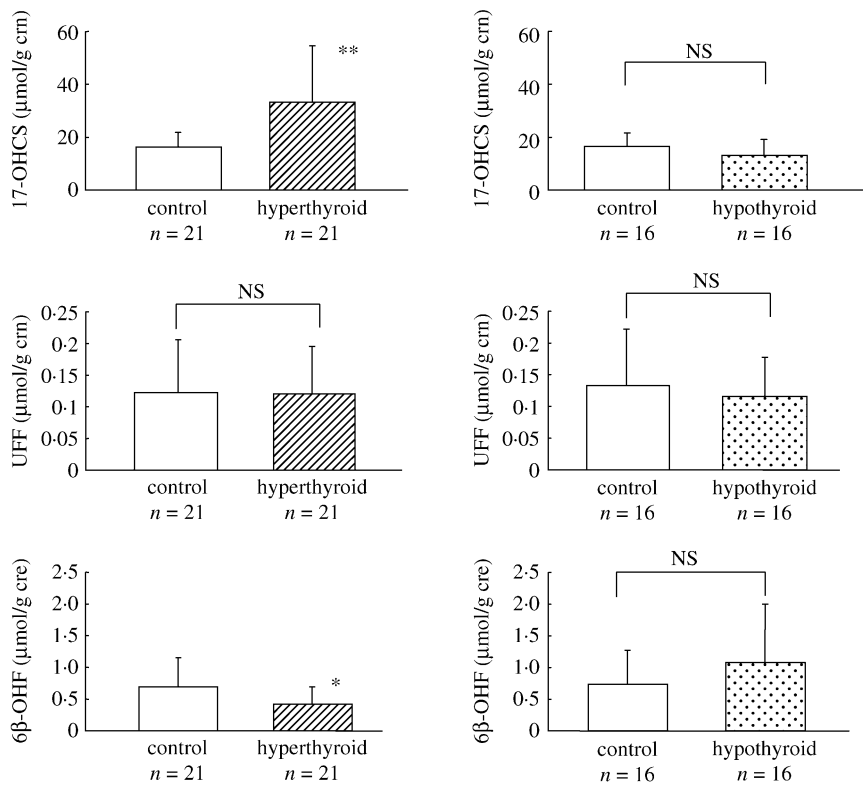 17-OHCS (μmol/g crn)
60
40
20
0
**
control
hyperthyroid
n = 21
n = 21
17-OHCS (μmol/g crn)
60
40
20
0
NS
control
hypothyroid
n = 16
n = 16
UFF (μmol/g crn)
0·25
0·2
0·15
0·1
0·05
0
NS
control
hyperthyroid
n = 21
n = 21
UFF (μmol/g crn)
0·25
0·2
0·15
0·1
0·05
0
NS
control
hypothyroid
n = 16
n = 16
6β-OHF (μmol/g cre)
2·5
2·0
1·5
1·0
0·5
0
*
control
hyperthyroid
n = 21
n = 21
6β-OHF (μmol/g cre)
2·5
2·0
1·5
1·0
0·5
0
NS
control
hypothyroid
n = 16
n = 16